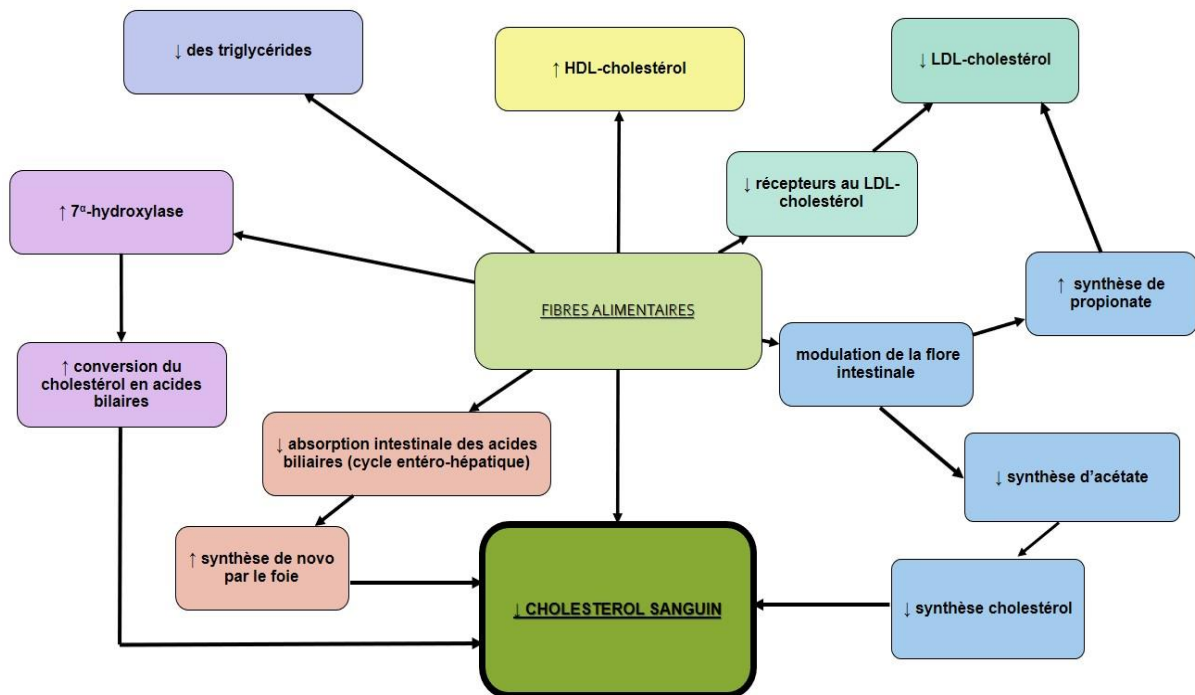 ↓ des triglycérides
↑ HDL-cholestérol
↓ LDL-cholestérol
↓ récepteurs au LDL-
cholestérol
↑ 7α-hydroxylase
↑ synthèse de
propionate
FIBRES ALIMENTAIRES
modulation de la flore
intestinale
↑ conversion du
cholestérol en acides
bilaires
↓ absorption intestinale des acides
biliaires (cycle entéro-hépatique)
↓ synthèse d'acétate
↑ synthèse de novo
par le foie
↓ CHOLESTEROL SANGUIN
↓ synthèse cholestérol